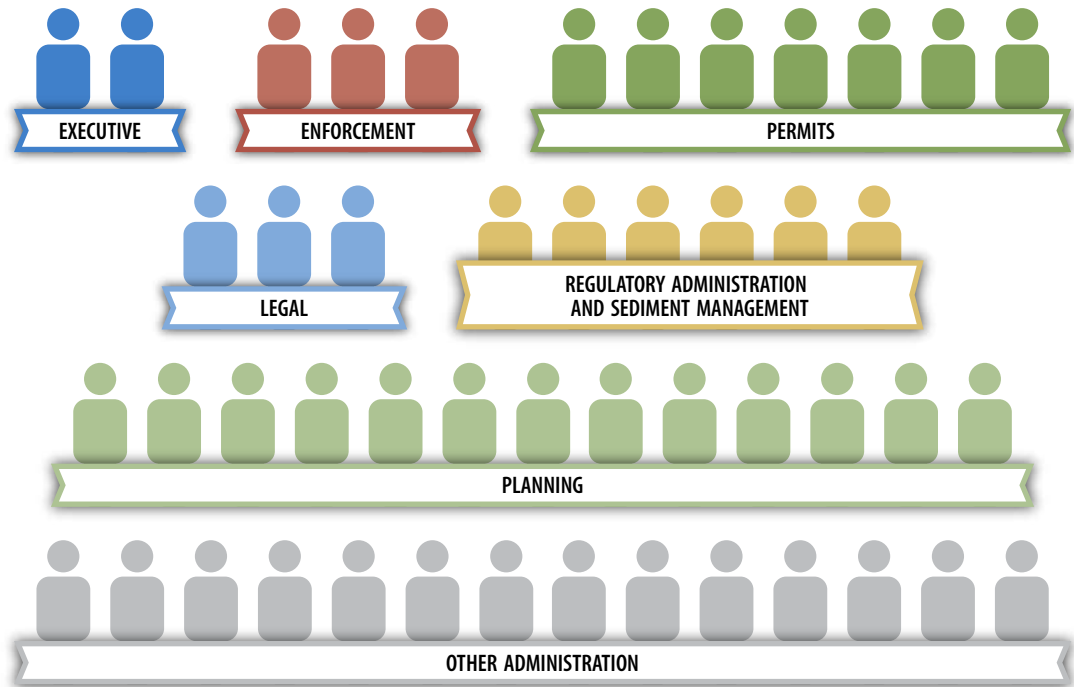 EXECUTIVE
ENFORCEMENT
PERMITS
LEGAL
REGULATORY ADMINISTRATION
AND SEDIMENT MANAGEMENT
PLANNING
OTHER ADMINISTRATION